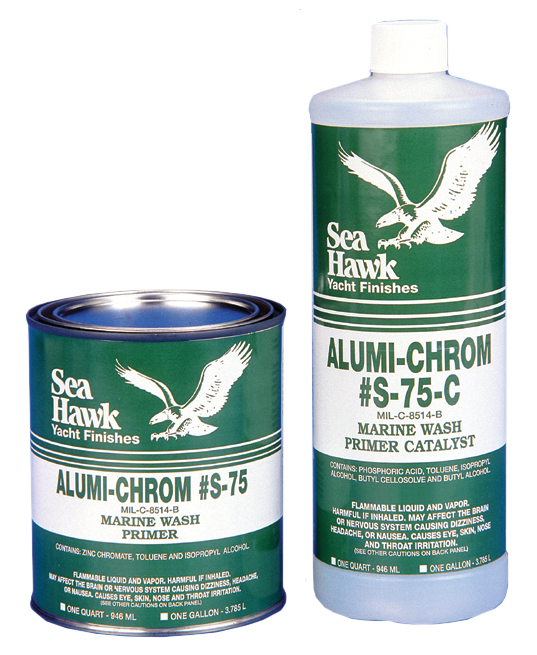 Sea
Hawk
Yacht Finishes
ALUMI-CHROM #S-75
MIL-C-8514-B
MARINE WASH
PRIMER
CONTAINS: ZINC CHROMATE, TOLUENE AND ISOPROPYL ALCOHOL.
FLAMMABLE LIQUID AND VAPOR. HARMFUL IF INHALED.
MAY AFFECT THE BRAIN OR NERVOUS SYSTEM CAUSING DIZZINESS, HEADACHE,
OR NAUSEA. CAUSES EYE, SKIN, NOSE AND THROAT IRRITATION.
(SEE OTHER CAUTIONS ON BACK PANEL)
ONE QUART - 946 ML ONE GALLON - 3.785 L
Sea
Hawk
Yacht Finishes
ALUMI-CHROM
#S-75-C
MIL-C-8514-B
MARINE WASH
PRIMER CATALYST
CONTAINS: PHOSPHORIC ACID, TOLUENE, ISOPROPYL
ALCOHOL, BUTYL CELLOSOLVE AND BUTYL ALCOHOL.
FLAMMABLE LIQUID AND VAPOR.
HARMFUL IF INHALED. MAY AFFECT THE BRAIN
OR NERVOUS SYSTEM CAUSING DIZZINESS,
HEADACHE, OR NAUSEA. CAUSES EYE, SKIN, NOSE
AND THROAT IRRITATION.
(SEE OTHER CAUTIONS ON BACK PANEL)
ONE QUART - 946 ML ONE GALLON - 3.785 L